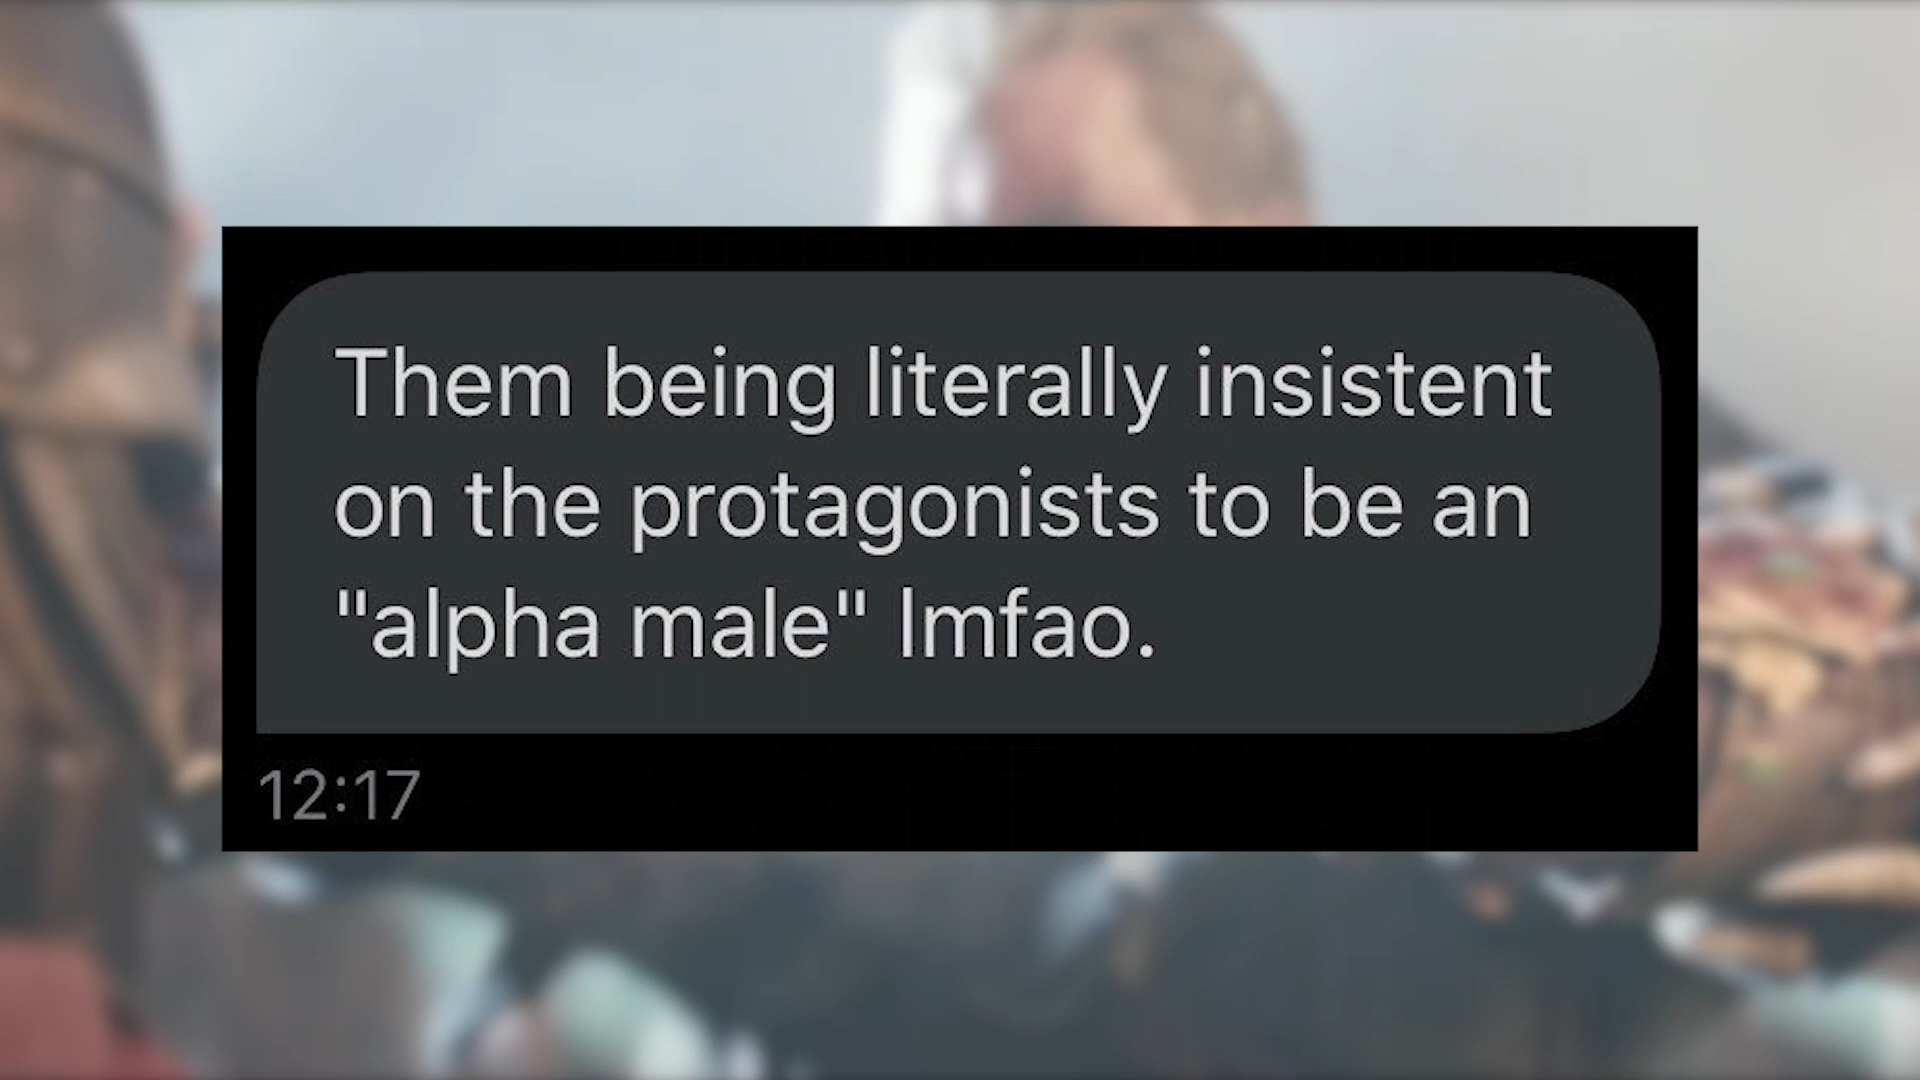 Them being literally insistent
on the protagonists to be an
"alpha male" lmfao.
12:17